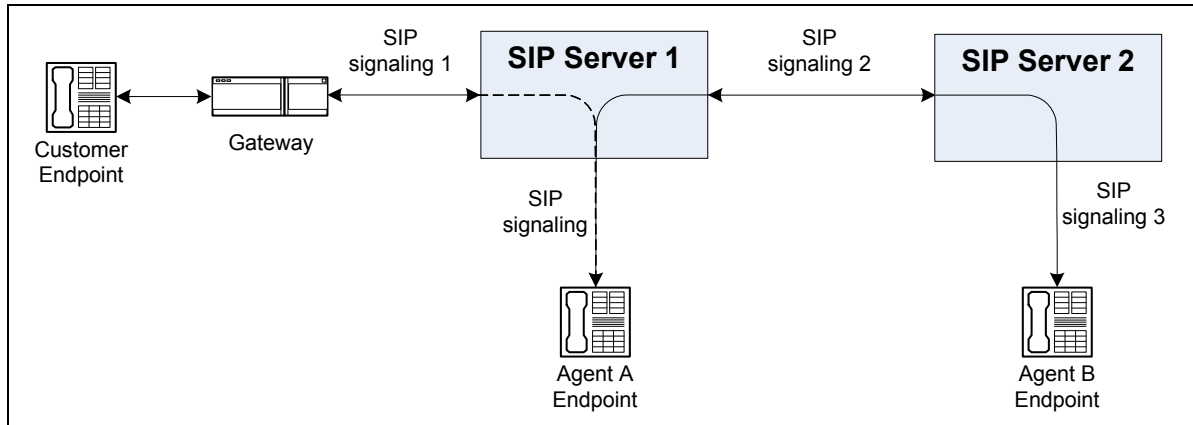 SIP
signaling 1
SIP Server 1
SIP
signaling 2
SIP Server 2
Customer
Endpoint
Gateway
SIP
signaling
SIP
signaling 3
Agent A
Endpoint
Agent B
Endpoint